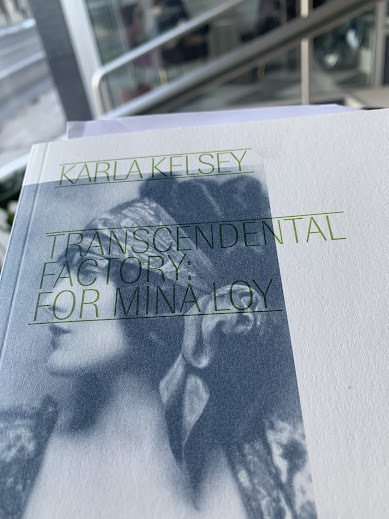 KARLA KELSEY
TRANSCENDENTAL
FACTORY:
FOR MINA LOY